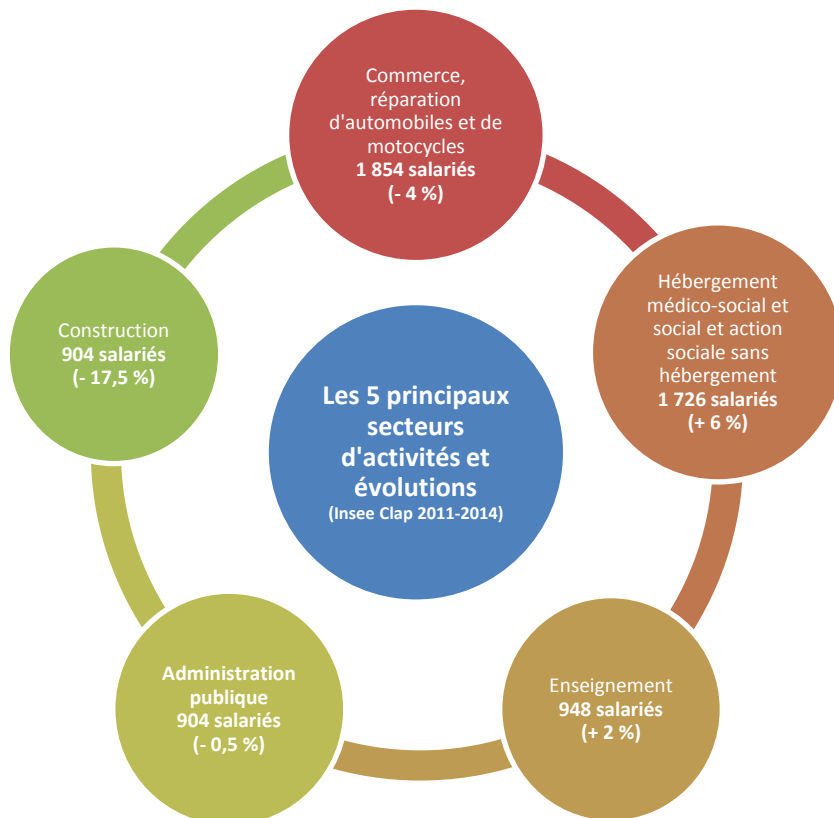 Commerce,
réparation
d'automobiles et de
motocycles
1 854 salariés
(- 4 %)
Hébergement
médico-social et
social et action
sociale sans
hébergement
1 726 salariés
(+ 6 %)
Enseignement
948 salariés
(+ 2 %)
Administration
publique
904 salariés
(- 0,5 %)
Construction
904 salariés
(- 17,5 %)
Les 5 principaux
secteurs
d'activités et
évolutions
(Insee Clap 2011-2014)